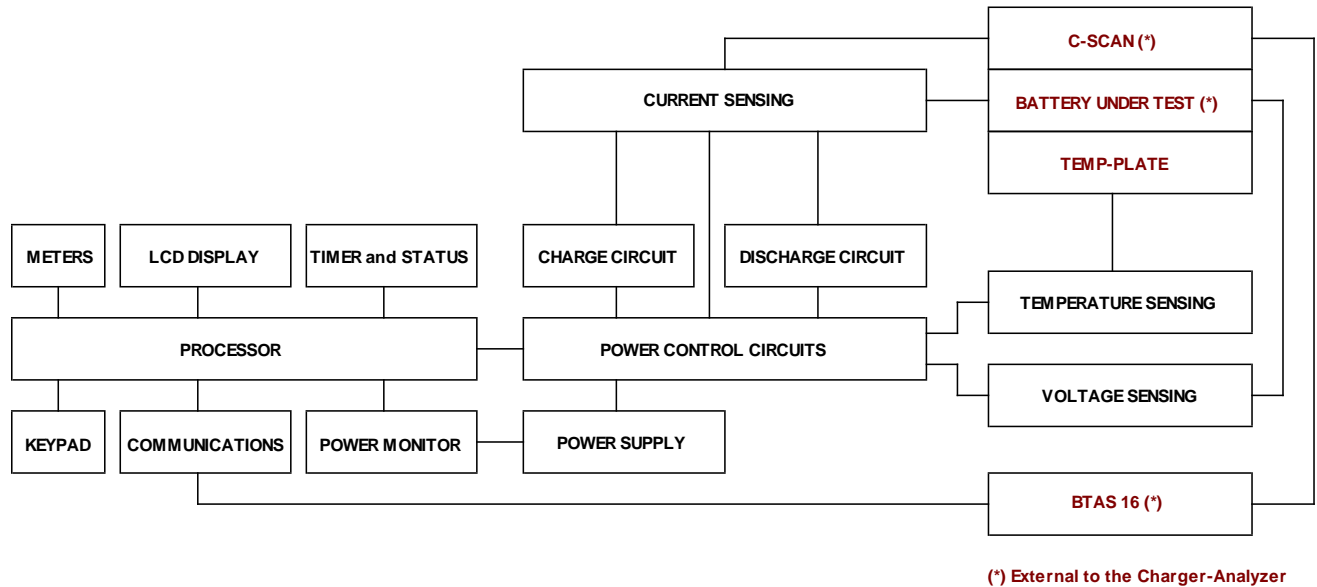 C-SCAN (*)
CURRENT SENSING
BATTERY UNDER TEST (*)
TEMP-PLATE
METERS
LCD DISPLAY
TIMER and STATUS
CHARGE CIRCUIT
DISCHARGE CIRCUIT
TEMPERATURE SENSING
PROCESSOR
POWER CONTROL CIRCUITS
VOLTAGE SENSING
KEYPAD
COMMUNICATIONS
POWER MONITOR
POWER SUPPLY
BTAS 16 (*)
(*) External to the Charger-Analyzer